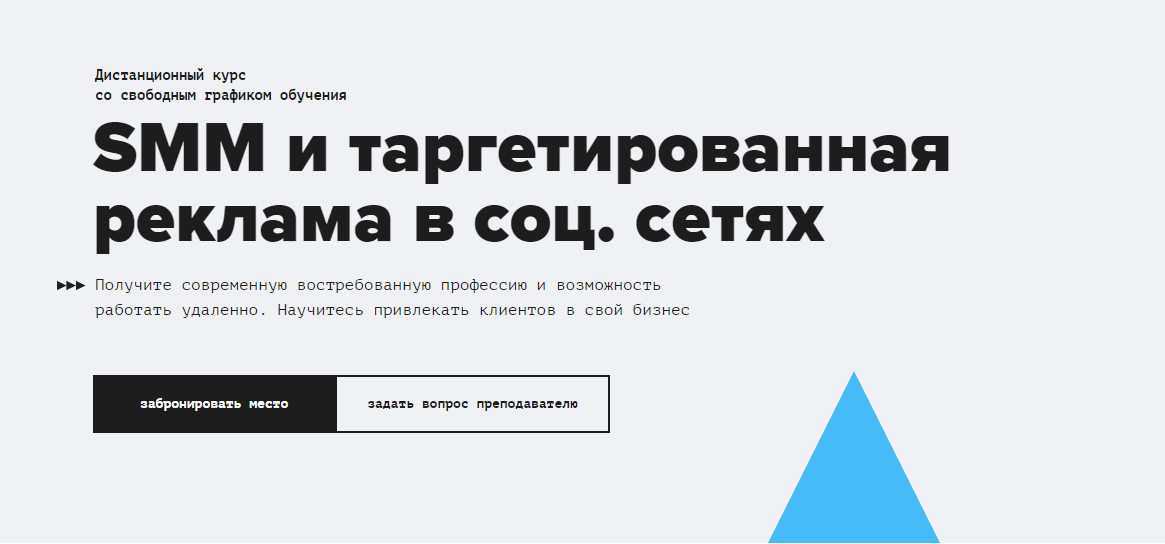 Дистанционный курс
со свободным графиком обучения
SMM и таргетированная
реклама в соц. сетях
▶▶▶ Получите современную востребованную профессию и возможность
работать удаленно. Научитесь привлекать клиентов в свой бизнес
забронировать место
задать вопрос преподавателю